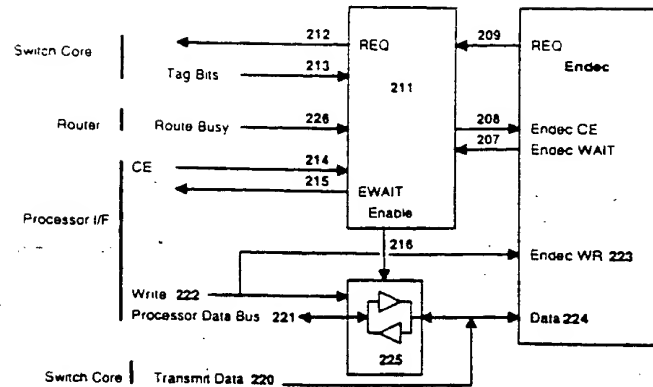 212 REQ 209 REQ
Switch Core 213 Endec
Tag Bits 211
Router Route Busy 226 208 Endec CE
207 Endec WAIT
CE 214
215 EWAIT
Enable
Processor I/F
216 Endec WR 223
Write 222
Processor Data Bus 221 Data 224
225
Switch Core Transmit Data 220